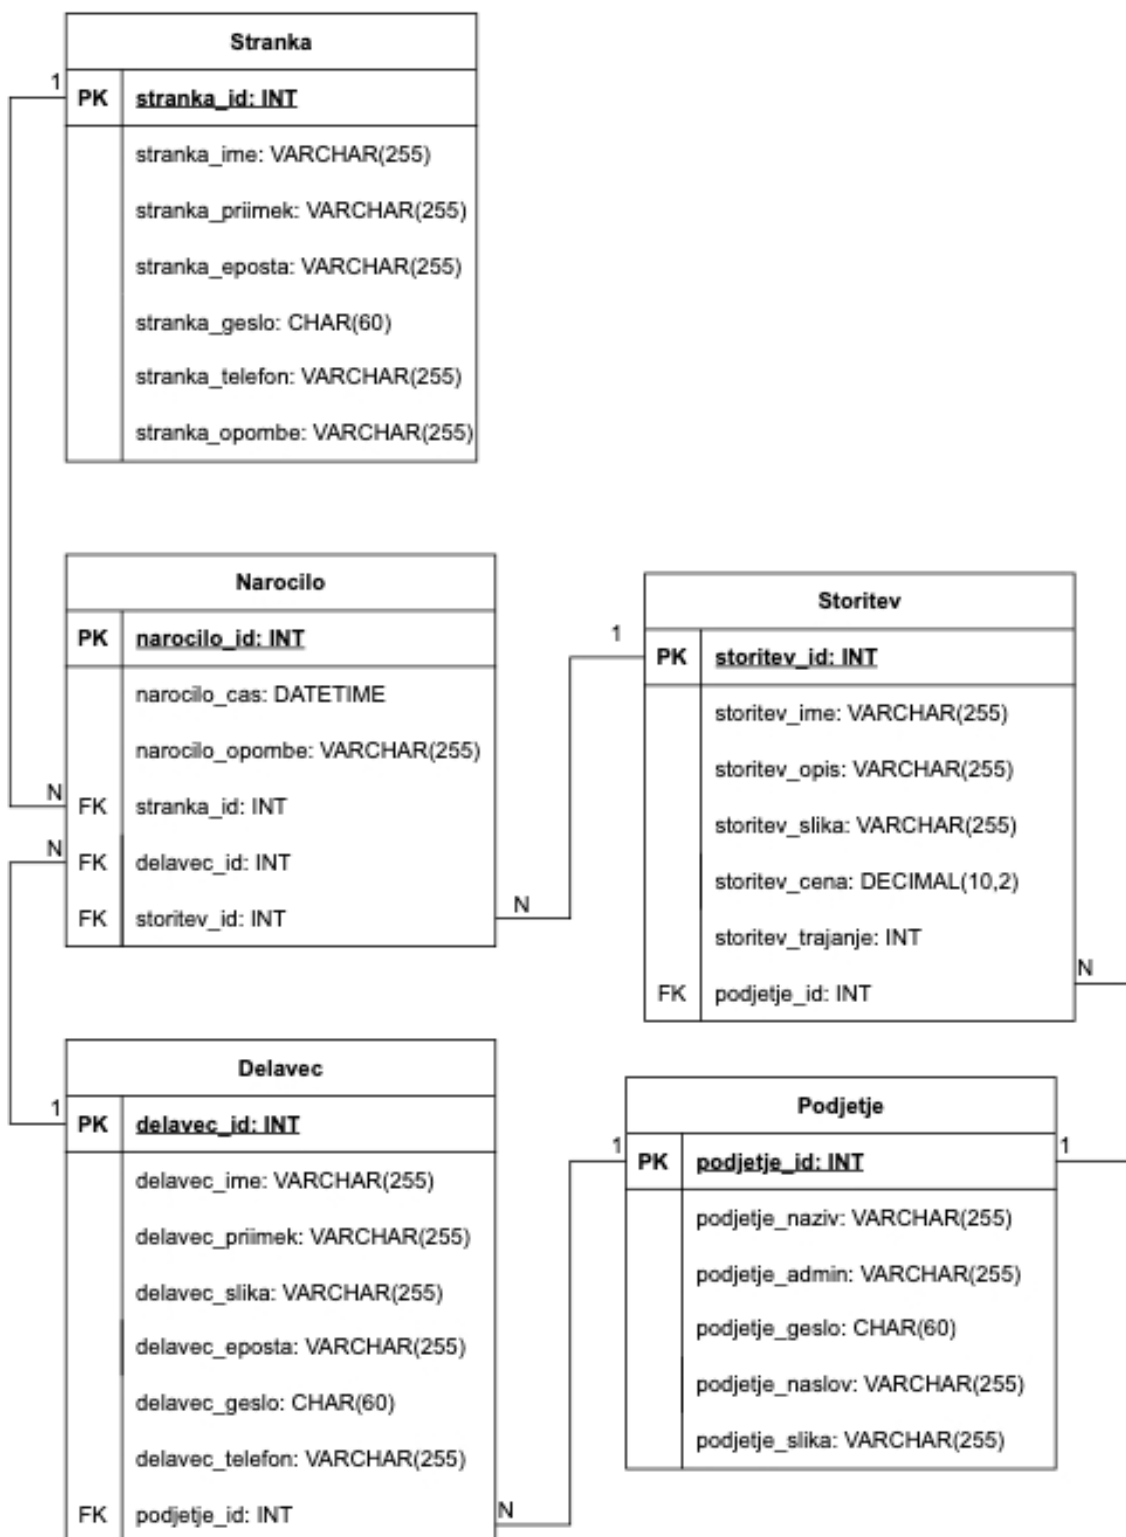 Stranka
1
PK stranka_id: INT
stranka_ime: VARCHAR(255)
stranka_priimek: VARCHAR(255)
stranka_eposta: VARCHAR(255)
stranka_geslo: CHAR(60)
stranka_telefon: VARCHAR(255)
stranka_opombe: VARCHAR(255)
Narocilo
PK narocilo_id: INT
narocilo_cas: DATETIME
narocilo_opombe: VARCHAR(255)
N
FK stranka_id: INT
N
FK delavec_id: INT
FK storitev_id: INT
N
Storitev
1
PK storitev_id: INT
storitev_ime: VARCHAR(255)
storitev_opis: VARCHAR(255)
storitev_slika: VARCHAR(255)
storitev_cena: DECIMAL(10,2)
storitev_trajanje: INT
N
FK podjetje_id: INT
Delavec
1
PK delavec_id: INT
delavec_ime: VARCHAR(255)
delavec_priimek: VARCHAR(255)
delavec_slika: VARCHAR(255)
delavec_eposta: VARCHAR(255)
delavec_geslo: CHAR(60)
delavec_telefon: VARCHAR(255)
FK podjetje_id: INT
N
Podjetje
1
PK podjetje_id: INT
1
podjetje_naziv: VARCHAR(255)
podjetje_admin: VARCHAR(255)
podjetje_geslo: CHAR(60)
podjetje_naslov: VARCHAR(255)
podjetje_slika: VARCHAR(255)